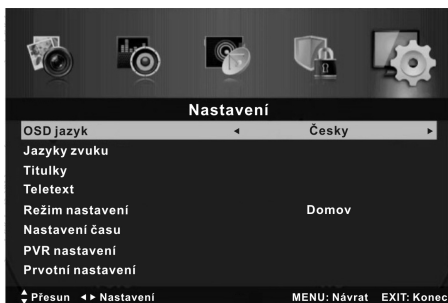 Nastavení
OSD jazyk Česky
Jazyky zvuku
Titulky
Teletext
Režim nastavení Domov
Nastavení času
PVR nastavení
Prvotní nastavení
Přesun Nastavení MENU: Návrat EXIT: Konec